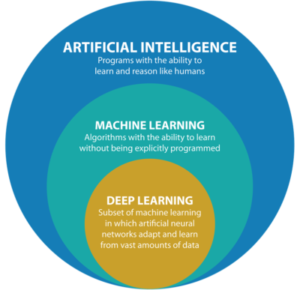 ARTIFICIAL INTELLIGENCE
Programs with the ability to
learn and reason like humans
MACHINE LEARNING
Algorithms with the ability to learn
without being explicitly programmed
DEEP LEARNING
Subset of machine learning
in which artificial neural
networks adapt and learn
from vast amounts of data